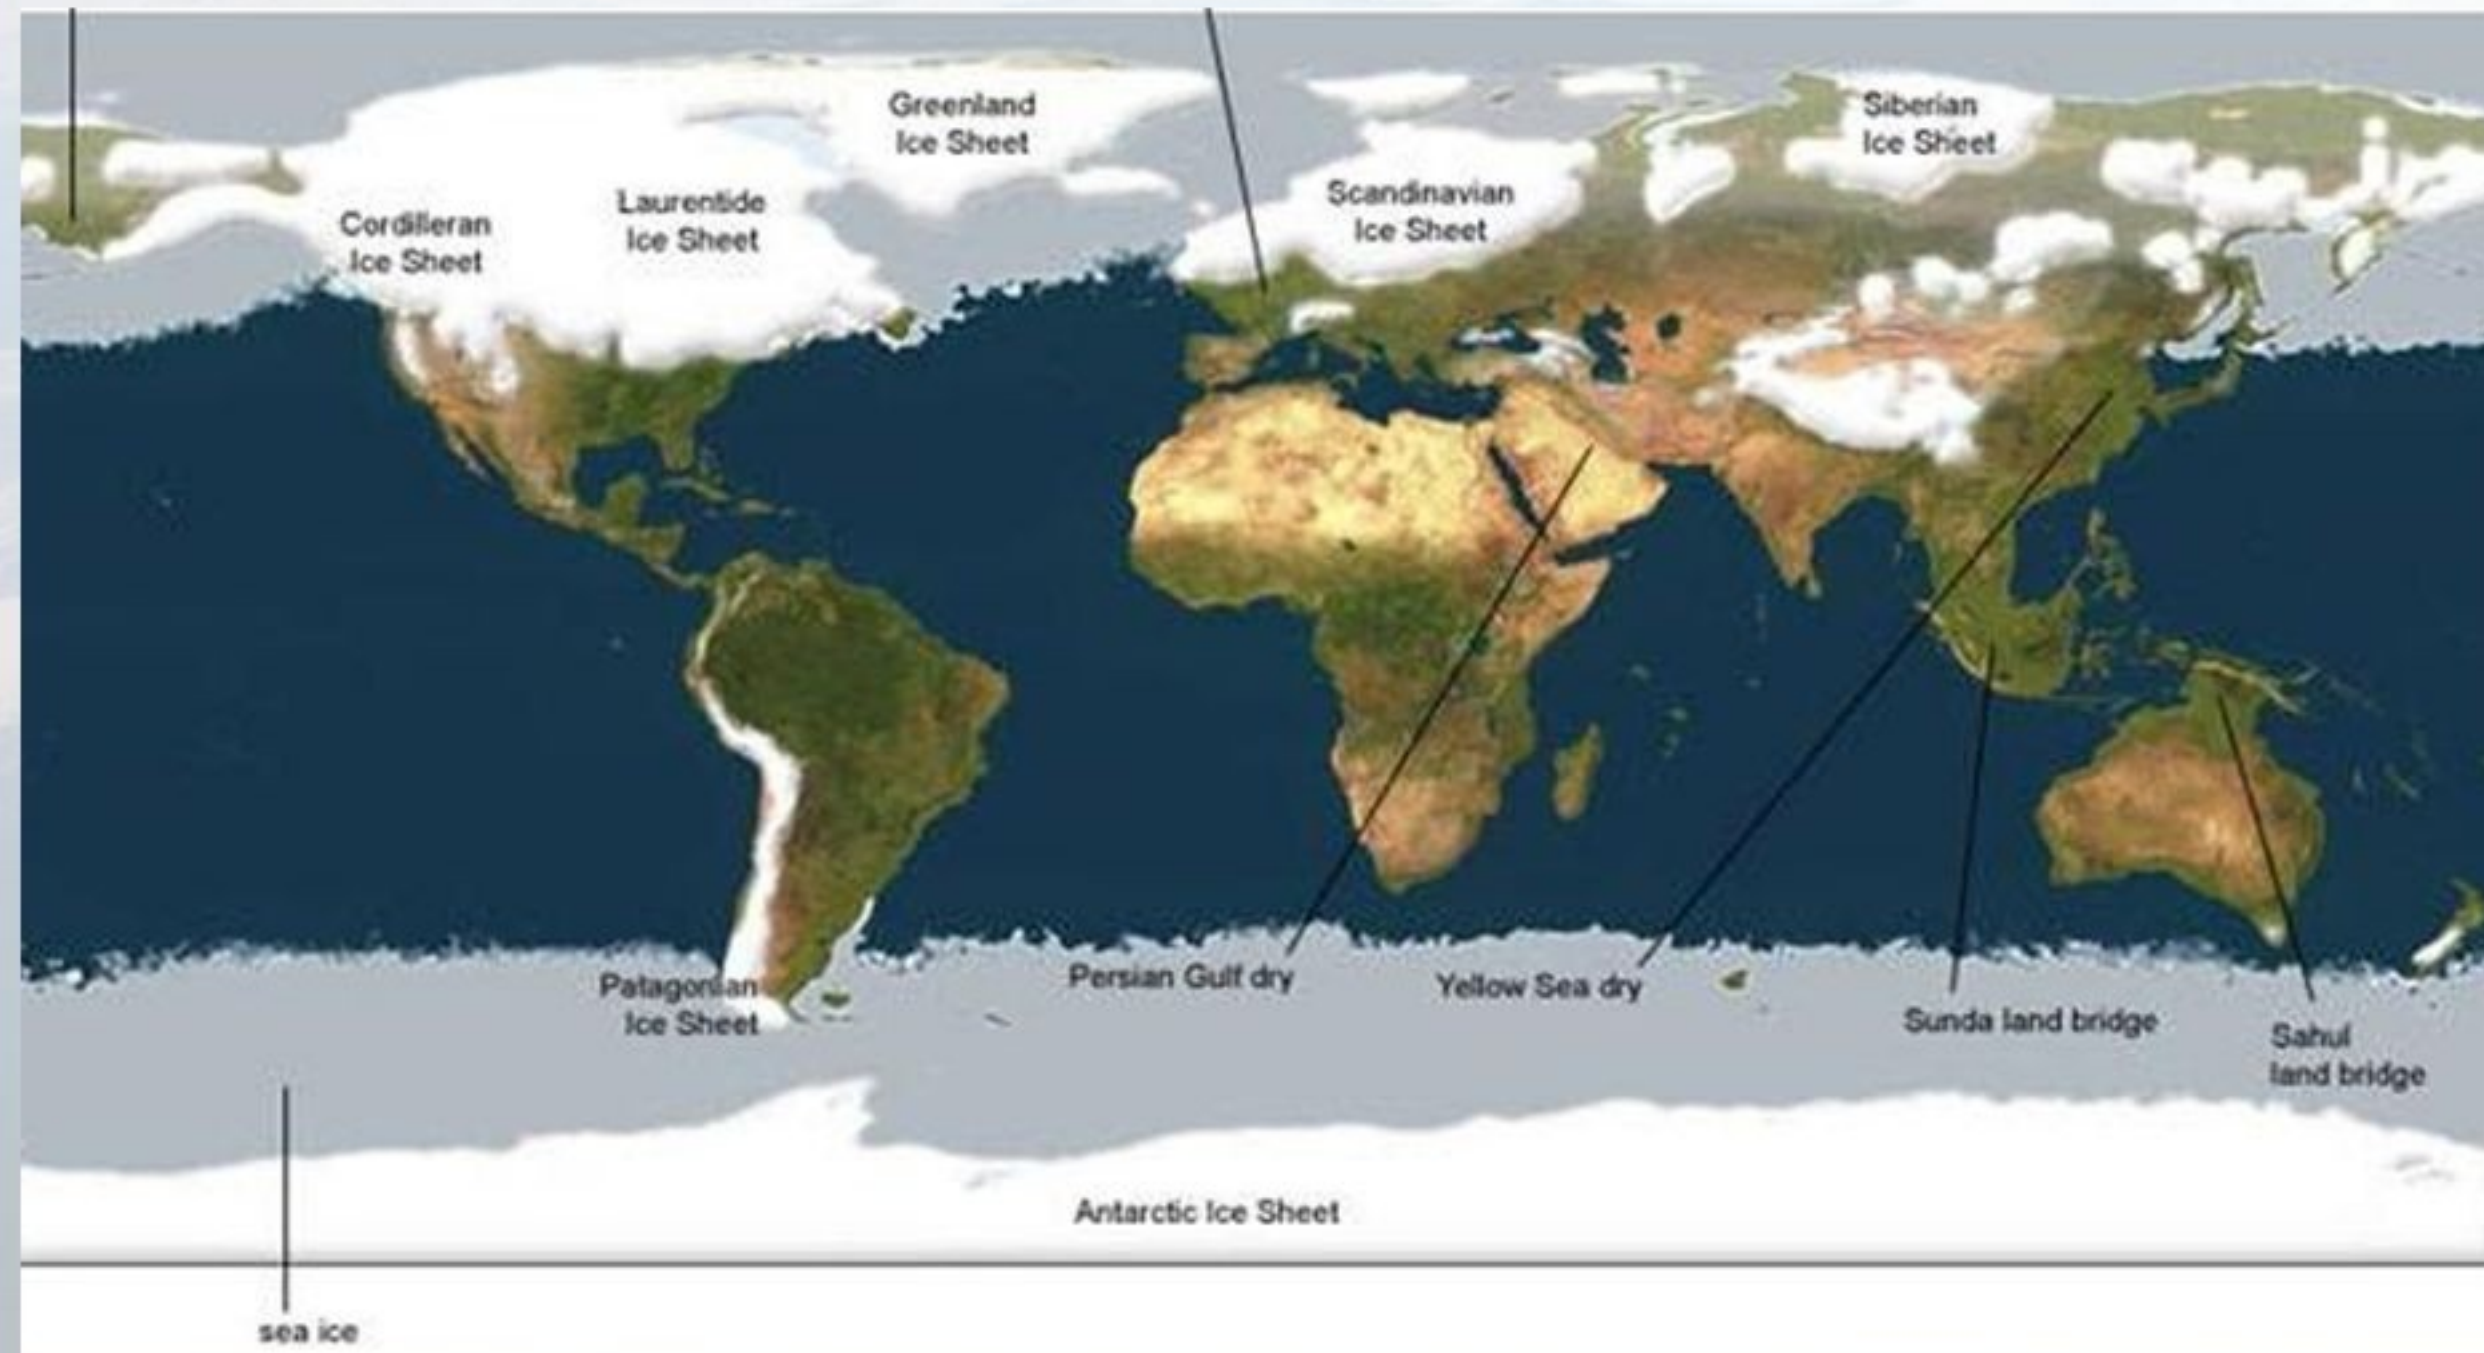 Greenland
Ice Sheet
Siberian
Ice Sheet
Laurentide
Ice Sheet
Scandinavian
Ice Sheet
Cordilleran
Ice Sheet
Patagonian
Ice Sheet
Persian Gulf dry
Yellow Sea dry
Sunda land bridge
Sahul
land bridge
Antarctic Ice Sheet
sea ice